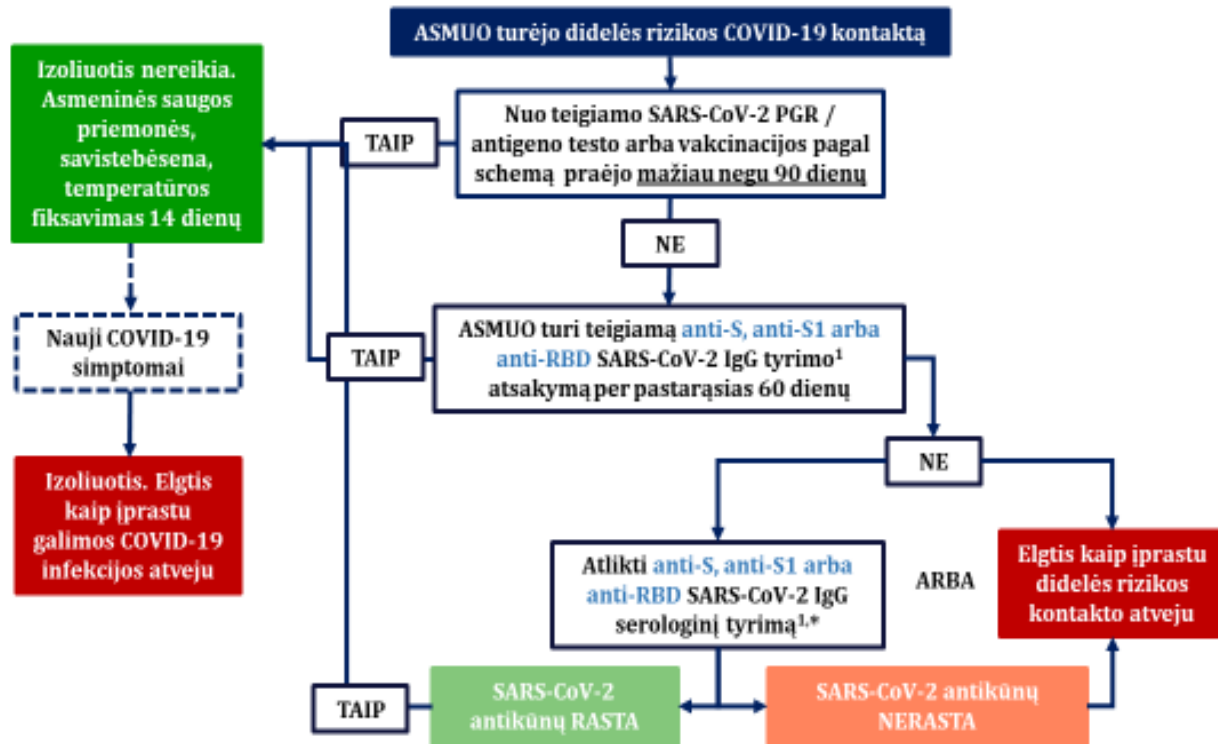 ASMUO turėjo didelės rizikos COVID-19 kontaktą
Izoliuotis nereikia.
Asmeninės saugos
priemonės,
savistebėsena,
temperatūros
fiksavimas 14 dienų
TAIP
Nuo teigiamo SARS-CoV-2 PGR /
antigeno testo arba vakcinacijos pagal
schemą praėjo mažiau negu 90 dienų
NE
Nauji COVID-19
simptomai
TAIP
ASMUO turi teigiamą anti-S, anti-S1 arba
anti-RBD SARS-CoV-2 IgG tyrimo¹
atsakymą per pastarąsias 60 dienų
NE
Izoliuotis. Elgtis
kaip įprastu
galimos COVID-19
infekcijos atveju
Atlikti anti-S, anti-S1 arba
anti-RBD SARS-CoV-2 IgG
serologinį tyrimą¹,*
ARBA
Elgtis kaip įprastu
didelės rizikos
kontakto atveju
TAIP
SARS-CoV-2
antikūnų RASTA
SARS-CoV-2 antikūnų
NERASTA